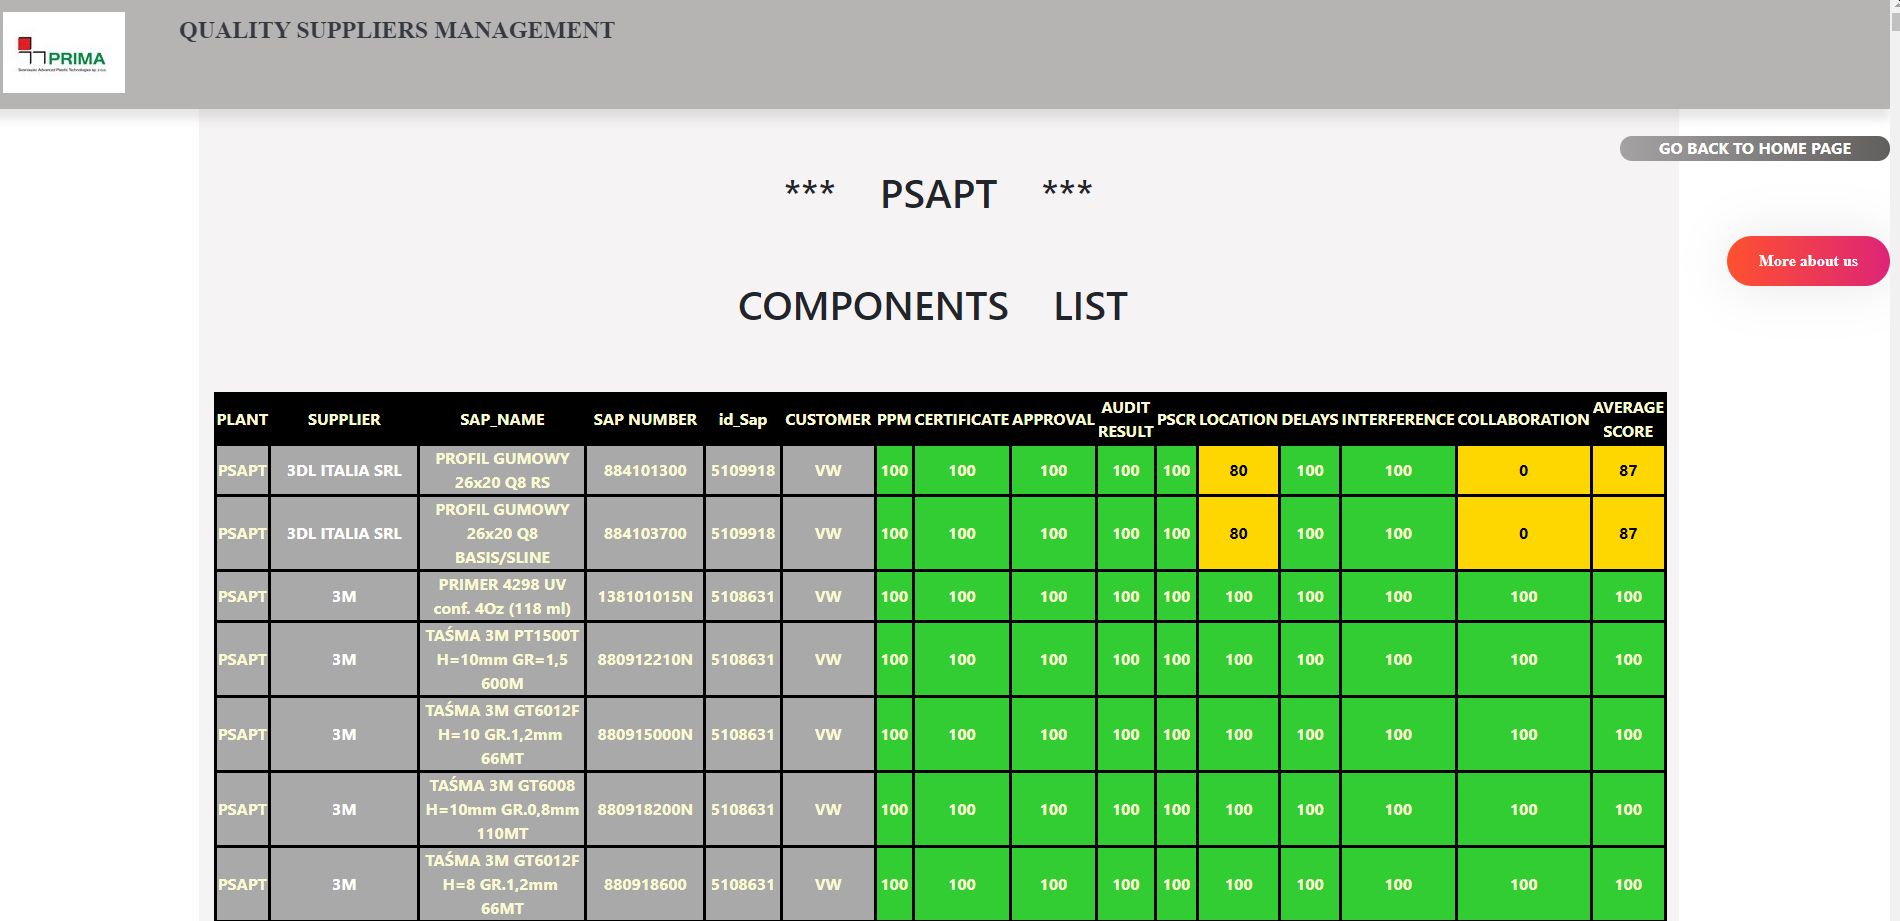 QUALITY SUPPLIERS MANAGEMENT
PRIMA
GO BACK TO HOME PAGE
*** PSAPT ***
More about us
COMPONENTS LIST
PLANT SUPPLIER SAP_NAME SAP NUMBER id_Sap CUSTOMER PPM CERTIFICATE APPROVAL AUDIT RESULT PSCR LOCATION DELAYS INTERFERENCE COLLABORATION AVERAGE SCORE
PSAPT 3DL ITALIA SRL PROFIL GUMOWY 26x20 Q8 RS 884101300 5109918 VW 100 100 100 100 100 80 100 100 0 87
PSAPT 3DL ITALIA SRL PROFIL GUMOWY 26x20 Q8 BASIS/SLINE 884103700 5109918 VW 100 100 100 100 100 80 100 100 0 87
PSAPT 3M PRIMER 4298 UV conf. 4Oz (118 ml) 138101015N 5108631 VW 100 100 100 100 100 100 100 100 100 100
PSAPT 3M TAŚMA 3M PT1500T H=10mm GR=1,5 600M 880912210N 5108631 VW 100 100 100 100 100 100 100 100 100 100
PSAPT 3M TAŚMA 3M GT6012F H=10 GR.1,2mm 66MT 880915000N 5108631 VW 100 100 100 100 100 100 100 100 100 100
PSAPT 3M TAŚMA 3M GT6008 H=10mm GR.0,8mm 110MT 880918200N 5108631 VW 100 100 100 100 100 100 100 100 100 100
PSAPT 3M TAŚMA 3M GT6012F H=8 GR.1,2mm 66MT 880918600 5108631 VW 100 100 100 100 100 100 100 100 100 100